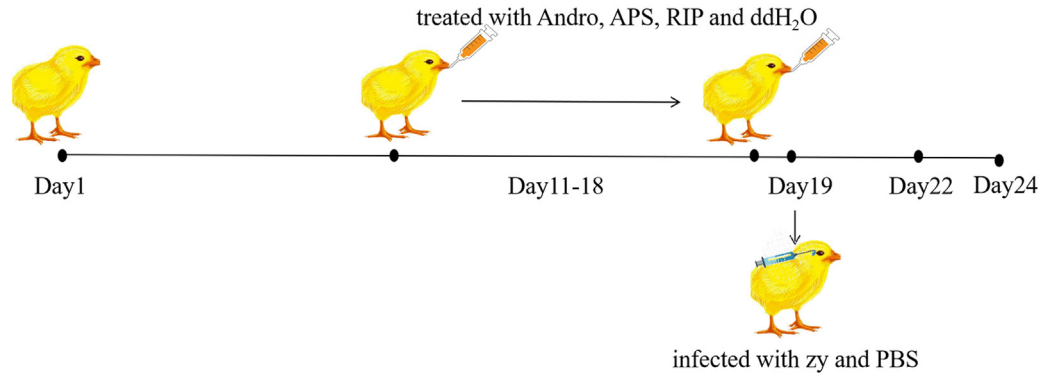 treated with Andro, APS, RIP and ddH₂O
Day1
Day11-18
Day19
Day22
Day24
infected with zy and PBS